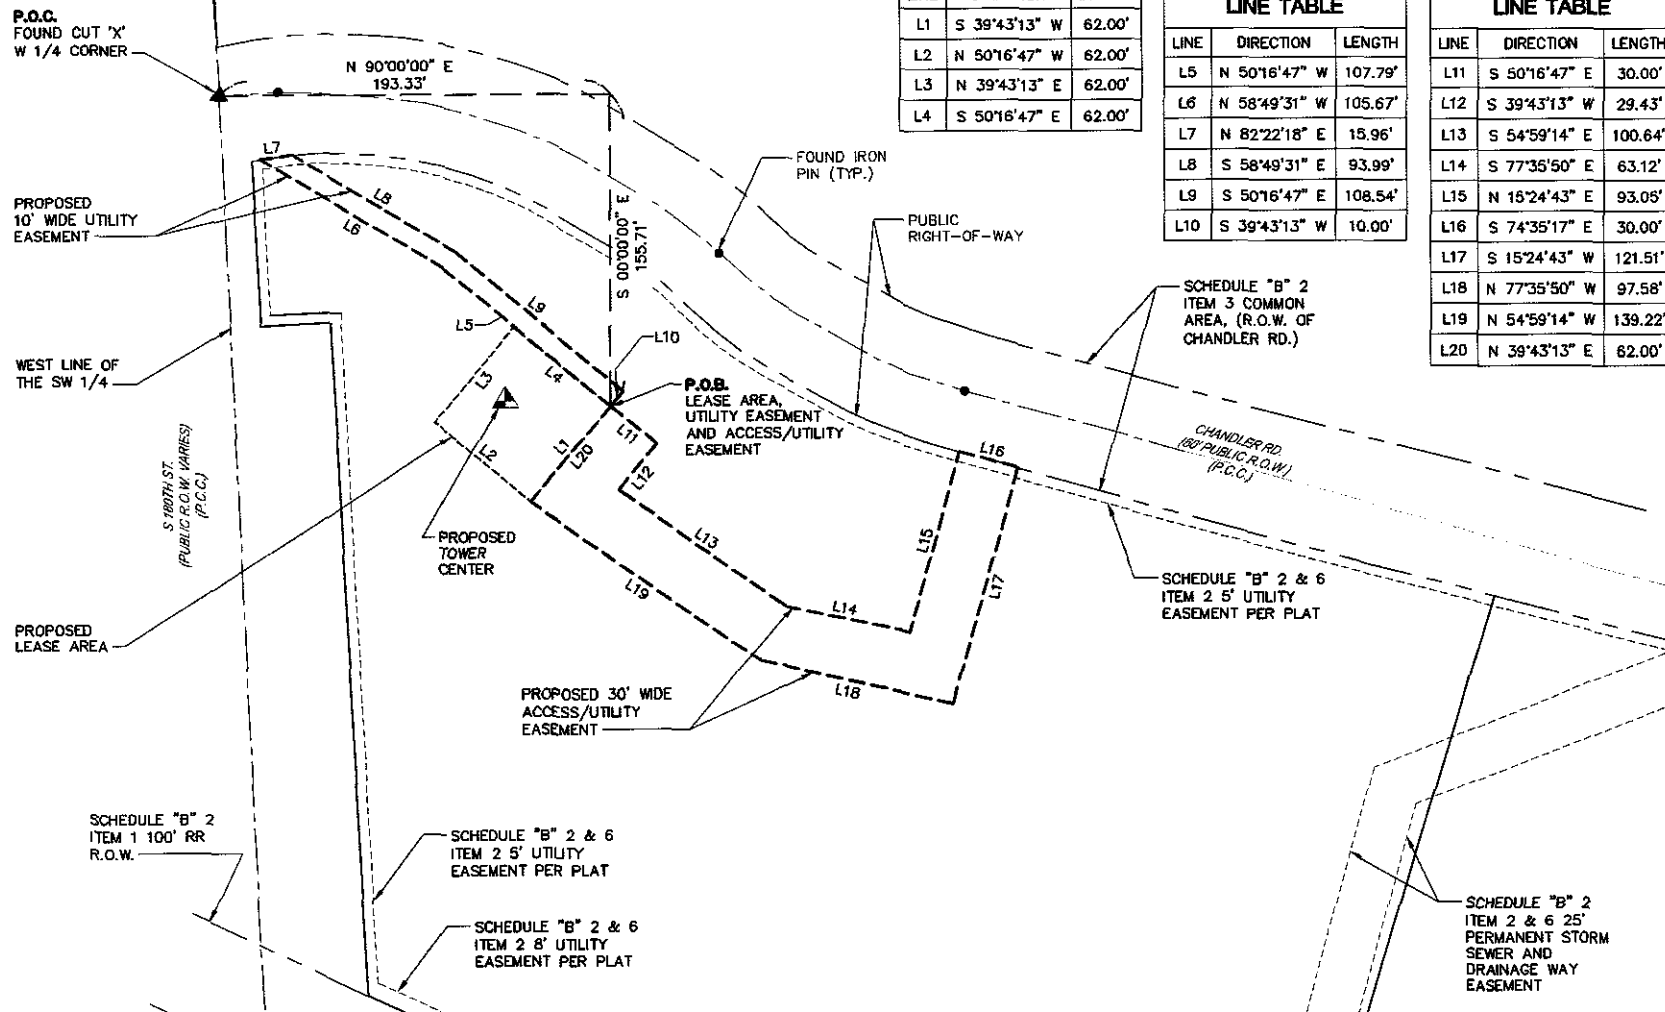 P.O.C.
FOUND CUT 'X'
W 1/4 CORNER
N 90°00'00" E
193.33'
L1 S 39°43'13" W 62.00'
L2 N 50°16'47" W 62.00'
L3 N 39°43'13" E 62.00'
L4 S 50°16'47" E 62.00'
LINE TABLE
LINE DIRECTION LENGTH
L5 N 50°16'47" W 107.79'
L6 N 58°49'31" W 105.67'
L7 N 82°22'18" E 15.96'
L8 S 58°49'31" E 93.99'
L9 S 50°16'47" E 108.54'
L10 S 39°43'13" W 10.00'
LINE TABLE
LINE DIRECTION LENGTH
L11 S 50°16'47" E 30.00'
L12 S 39°43'13" W 29.43'
L13 S 54°59'14" E 100.64'
L14 S 77°35'50" E 63.12'
L15 N 15°24'43" E 93.05'
L16 S 74°35'17" E 30.00'
L17 S 15°24'43" W 121.51'
L18 N 77°35'50" W 97.58'
L19 N 54°59'14" W 139.22'
L20 N 39°43'13" E 62.00'
FOUND IRON
PIN (TYP.)
L7
L8
L6
PROPOSED
10' WIDE UTILITY
EASEMENT
S 00°00'00" E
155.71'
PUBLIC
RIGHT-OF-WAY
SCHEDULE "B" 2
ITEM 3 COMMON
AREA, (R.O.W. OF
CHANDLER RD.)
L9
L5
L10
L4
L3
WEST LINE OF
THE SW 1/4
P.O.B.
LEASE AREA,
UTILITY EASEMENT
AND ACCESS/UTILITY
EASEMENT
L11
L1
L20
L2
L12
L16
CHANDLER RD.
(60' PUBLIC R.O.W.)
(P.C.C.)
S 180TH ST.
(PUBLIC R.O.W. VARIES)
(P.C.C.)
PROPOSED
TOWER
CENTER
L13
L15
L17
L19
L14
L18
SCHEDULE "B" 2 & 6
ITEM 2 5' UTILITY
EASEMENT PER PLAT
PROPOSED
LEASE AREA
PROPOSED 30' WIDE
ACCESS/UTILITY
EASEMENT
SCHEDULE "B" 2
ITEM 1 100' RR
R.O.W.
SCHEDULE "B" 2 & 6
ITEM 2 5' UTILITY
EASEMENT PER PLAT
SCHEDULE "B" 2 & 6
ITEM 2 8' UTILITY
EASEMENT PER PLAT
SCHEDULE "B" 2
ITEM 2 & 6 25'
PERMANENT STORM
SEWER AND
DRAINAGE WAY
EASEMENT